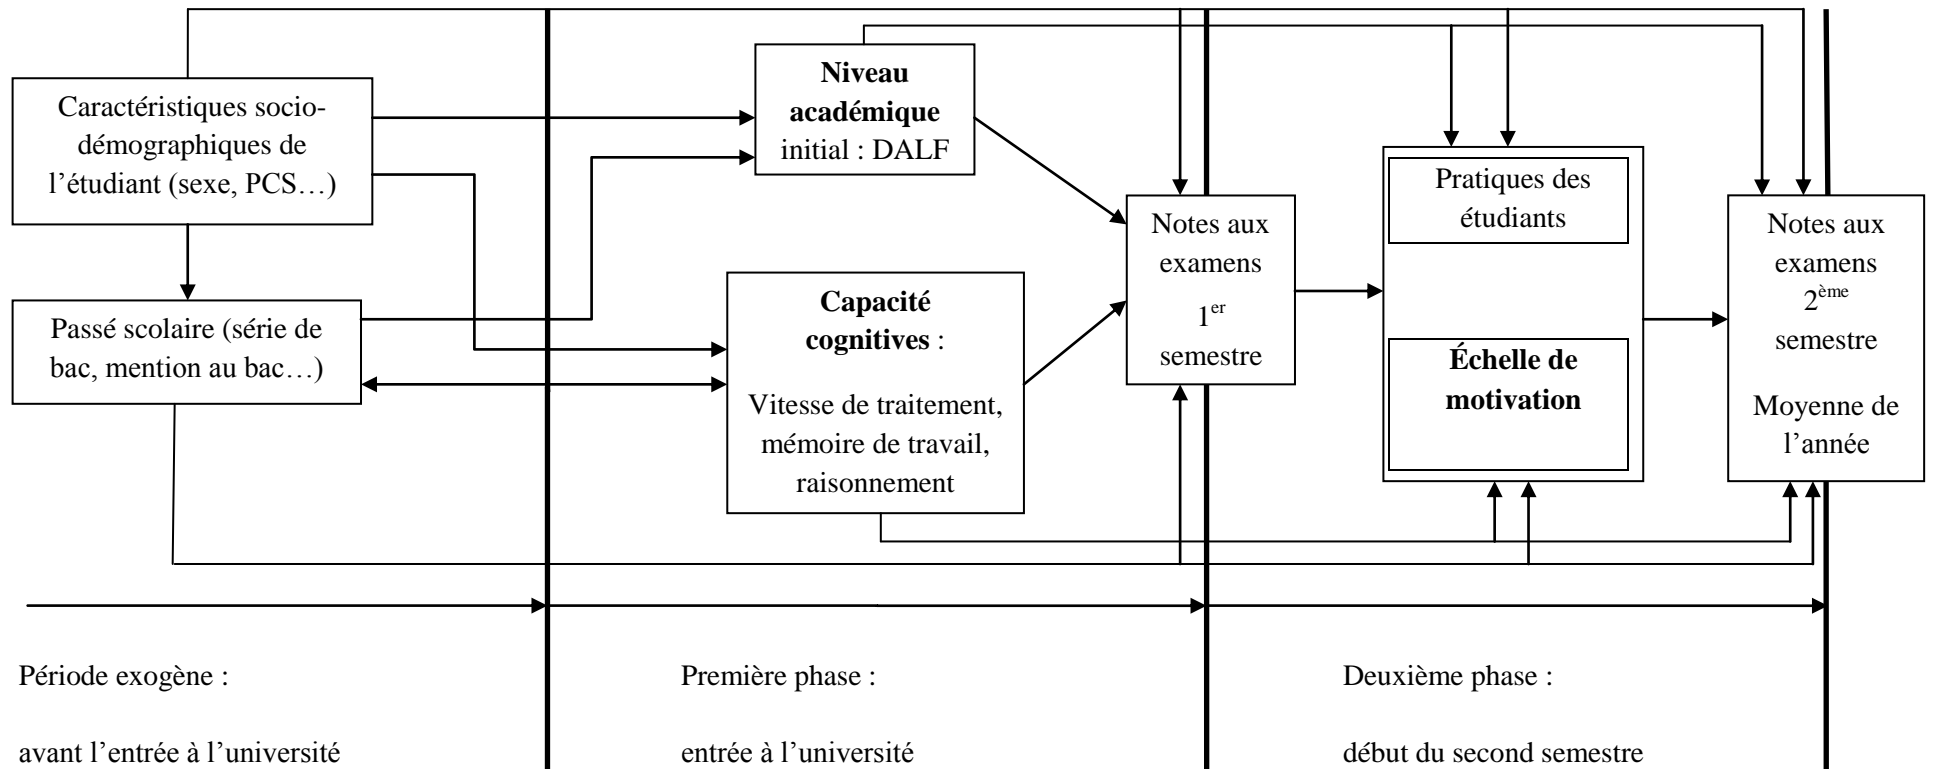 Caractéristiques socio-
démographiques de
l’étudiant (sexe, PCS…)
Passé scolaire (série de
bac, mention au bac…)
Niveau
académique
initial : DALF
Capacité
cognitives :
Vitesse de traitement,
mémoire de travail,
raisonnement
Notes aux
examens
1er
semestre
Pratiques des
étudiants
Échelle de
motivation
Notes aux
examens
2ème
semestre
Moyenne de
l’année
Période exogène :
avant l’entrée à l’université
Première phase :
entrée à l’université
Deuxième phase :
début du second semestre